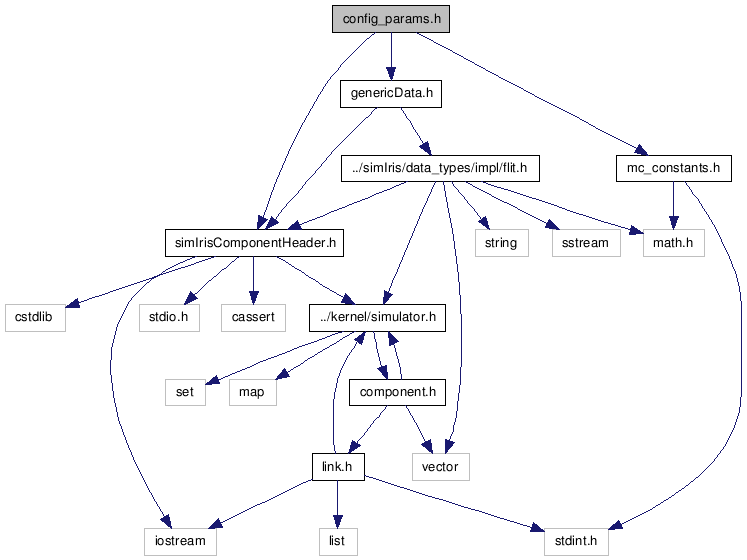 config_params.h
genericData.h
../simIris/data_types/impl/flit.h
mc_constants.h
simIrisComponentHeader.h
string
sstream
math.h
cstdlib
stdio.h
cassert
../kernel/simulator.h
set
map
component.h
link.h
vector
iostream
list
stdint.h